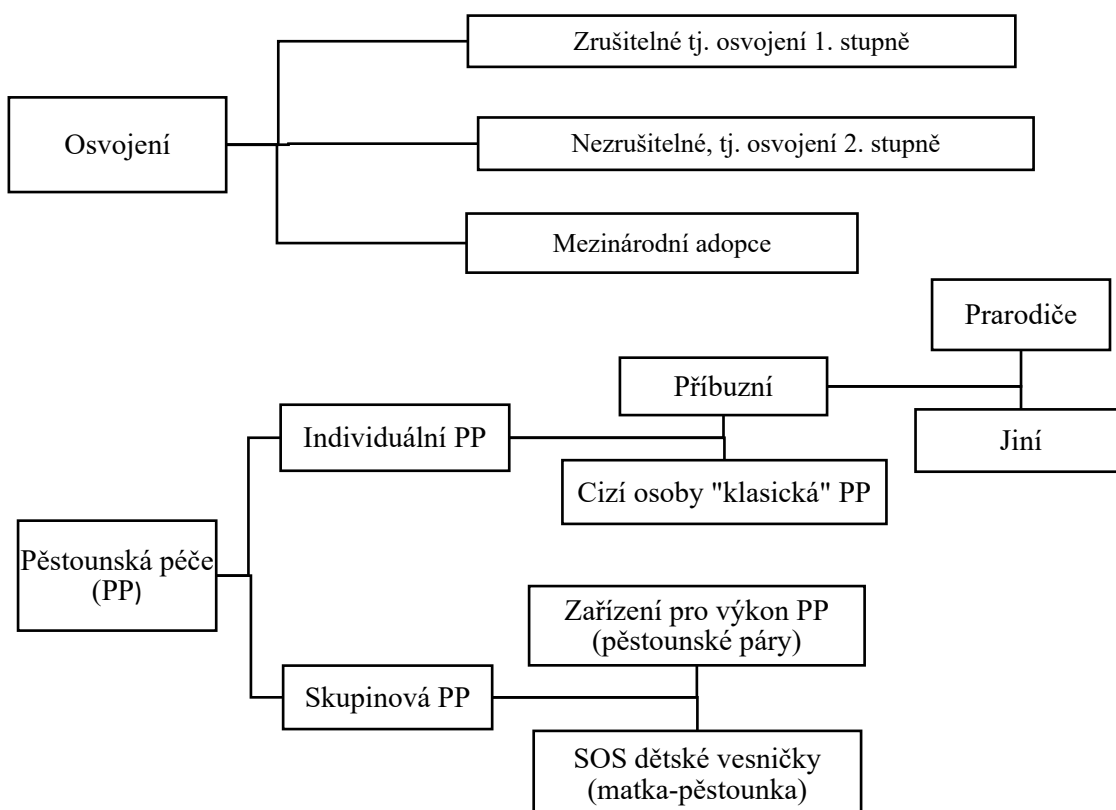 Zrušitelné tj. osvojení 1. stupně
Osvojení
Nezrušitelné, tj. osvojení 2. stupně
Mezinárodní adopce
Prarodiče
Příbuzní
Individuální PP
Jiní
Cizí osoby "klasická" PP
Pěstounská péče
(PP)
Zařízení pro výkon PP
(pěstounské páry)
Skupinová PP
SOS dětské vesničky
(matka-pěstounka)